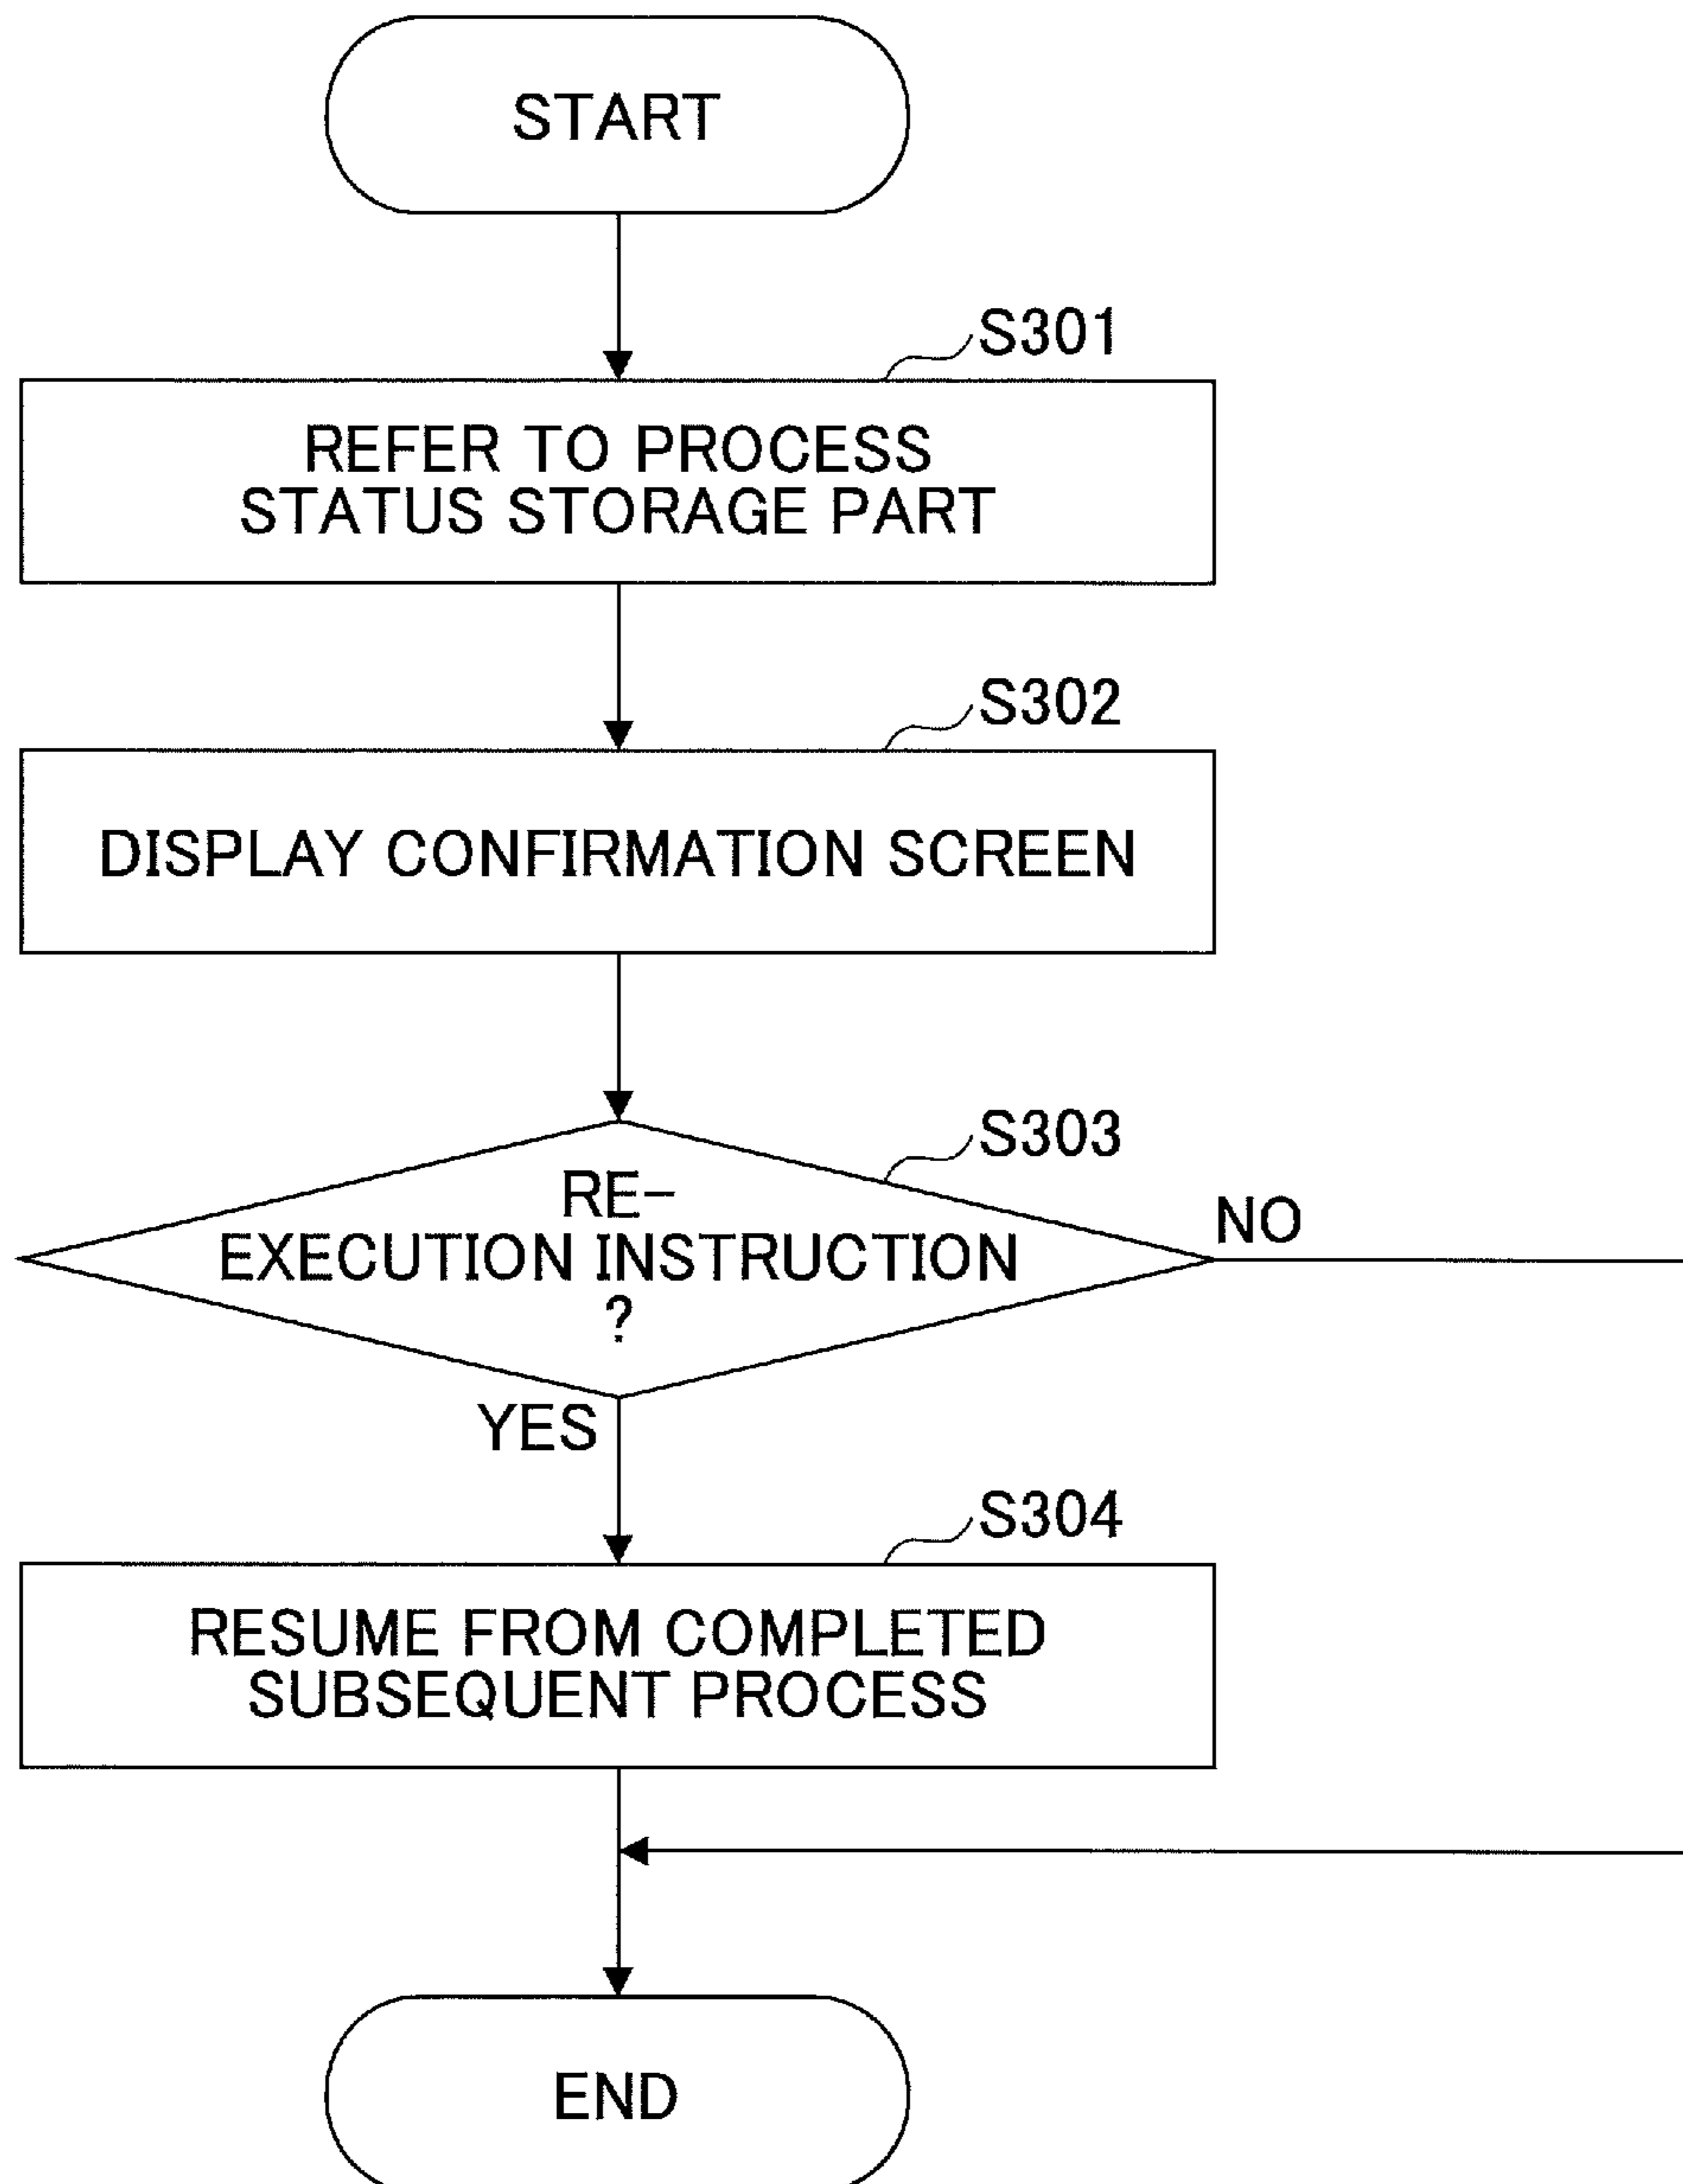 START
S301
REFER TO PROCESS
STATUS STORAGE PART
S302
DISPLAY CONFIRMATION SCREEN
S303
RE-
EXECUTION INSTRUCTION
?
NO
YES
S304
RESUME FROM COMPLETED
SUBSEQUENT PROCESS
END